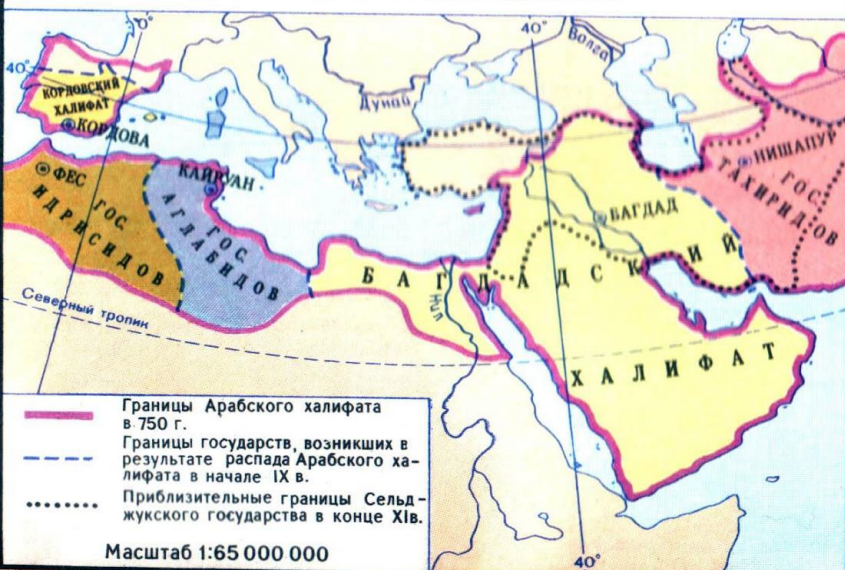 0°
40°
40°
Волга
Дунай
КОРДОВСКИЙ
ХАЛИФАТ
КОРДОВА
ФЕС
ГОС.
ИДРИСИДОВ
КАЙРУАН
ГОС.
АГЛАБИДОВ
НИШАПУР
ГОС.
ТАХИРИДОВ
БАГДАД
БАГДАДСКИЙ
ХАЛИФАТ
Нил
Северный тропик
Границы Арабского халифата
в 750 г.
Границы государств, возникших в
результате распада Арабского ха-
лифата в начале IX в.
Приблизительные границы Сельд-
жукского государства в конце XIв.
Масштаб 1:65 000 000
40°